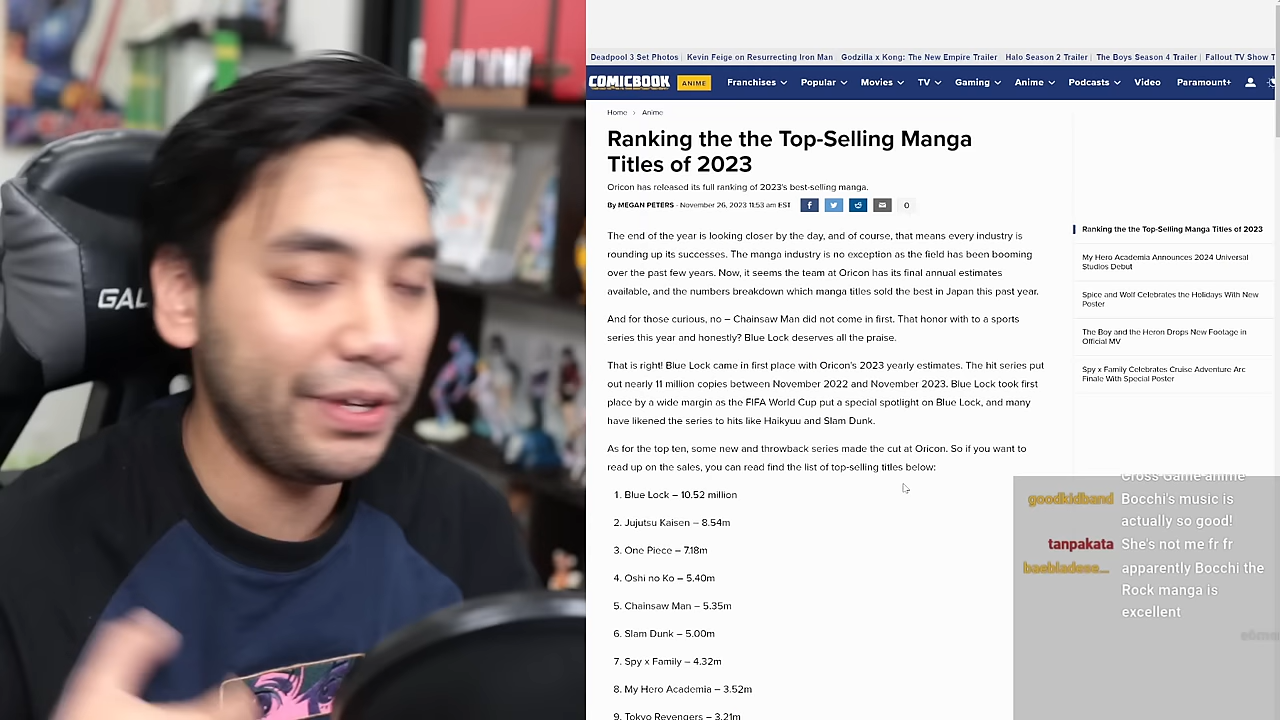 GAL
Deadpool 3 Set Photos | Kevin Feige on Resurrecting Iron Man Godzilla x Kong: The New Empire Trailer Halo Season 2 Trailer | The Boys Season 4 Trailer | Fallout TV Show T
COMICBOOK ANIME Franchises Popular Movies TV Gaming Anime Podcasts Video Paramount+
Home › Anime
Ranking the the Top-Selling Manga
Titles of 2023
Oricon has released its full ranking of 2023's best-selling manga.
By MEGAN PETERS - November 26, 2023 11:53 am EST 0
The end of the year is looking closer by the day, and of course, that means every industry is
rounding up its successes. The manga industry is no exception as the field has been booming
over the past few years. Now, it seems the team at Oricon has its final annual estimates
available, and the numbers breakdown which manga titles sold the best in Japan this past year.
And for those curious, no – Chainsaw Man did not come in first. That honor with to a sports
series this year and honestly? Blue Lock deserves all the praise.
That is right! Blue Lock came in first place with Oricon's 2023 yearly estimates. The hit series put
out nearly 11 million copies between November 2022 and November 2023. Blue Lock took first
place by a wide margin as the FIFA World Cup put a special spotlight on Blue Lock, and many
have likened the series to hits like Haikyuu and Slam Dunk.
As for the top ten, some new and throwback series made the cut at Oricon. So if you want to
read up on the sales, you can read find the list of top-selling titles below:
1. Blue Lock – 10.52 million
2. Jujutsu Kaisen – 8.54m
3. One Piece – 7.18m
4. Oshi no Ko – 5.40m
5. Chainsaw Man – 5.35m
6. Slam Dunk – 5.00m
7. Spy x Family – 4.32m
8. My Hero Academia – 3.52m
9. Tokyo Revengers – 3.21m
Ranking the the Top-Selling Manga Titles of 2023
My Hero Academia Announces 2024 Universal
Studios Debut
Spice and Wolf Celebrates the Holidays With New
Poster
The Boy and the Heron Drops New Footage in
Official MV
Spy x Family Celebrates Cruise Adventure Arc
Finale With Special Poster
Cross Game anime
goodkidband Bocchi's music is
actually so good!
tanpakata She's not me fr fr
apparently Bocchi the
Rock manga is
excellent